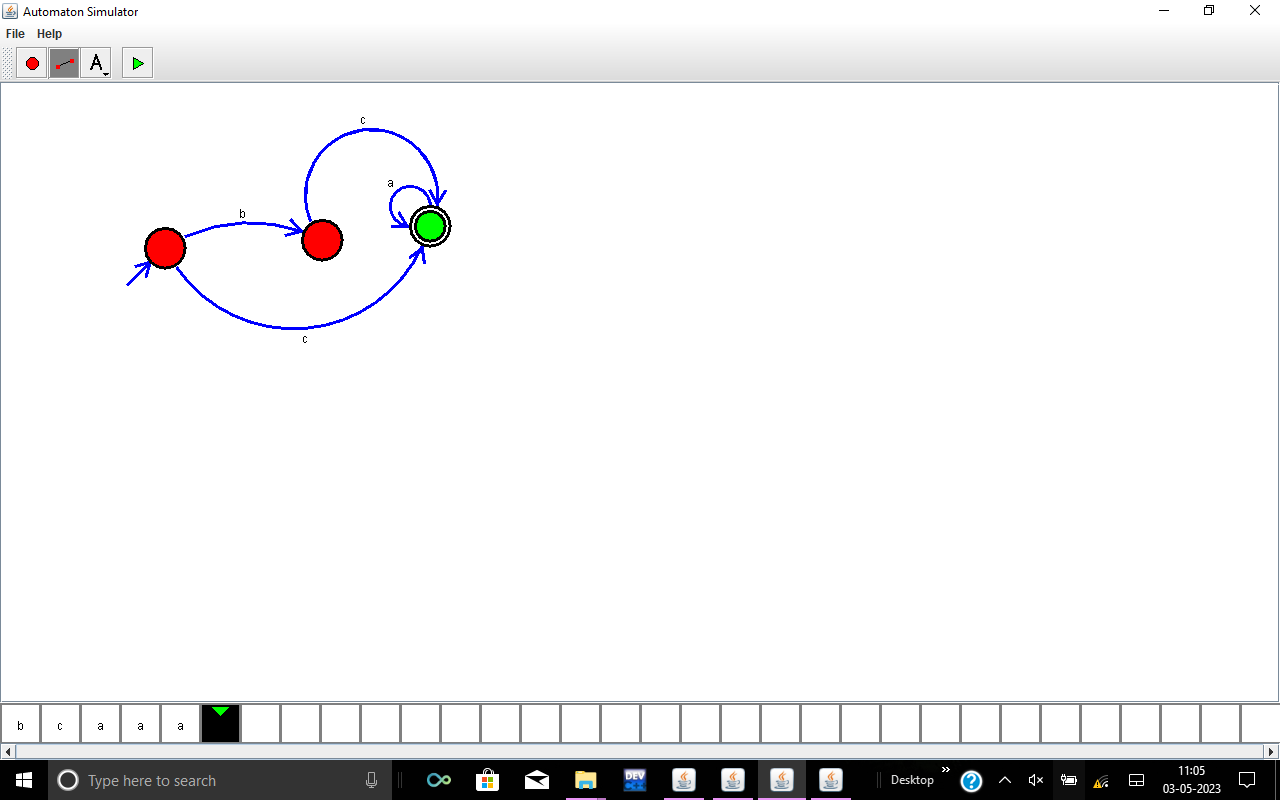 Automaton Simulator
File Help
A
c
a
b
c
b c a a a
Type here to search
DEV
Desktop
11:05
03-05-2023